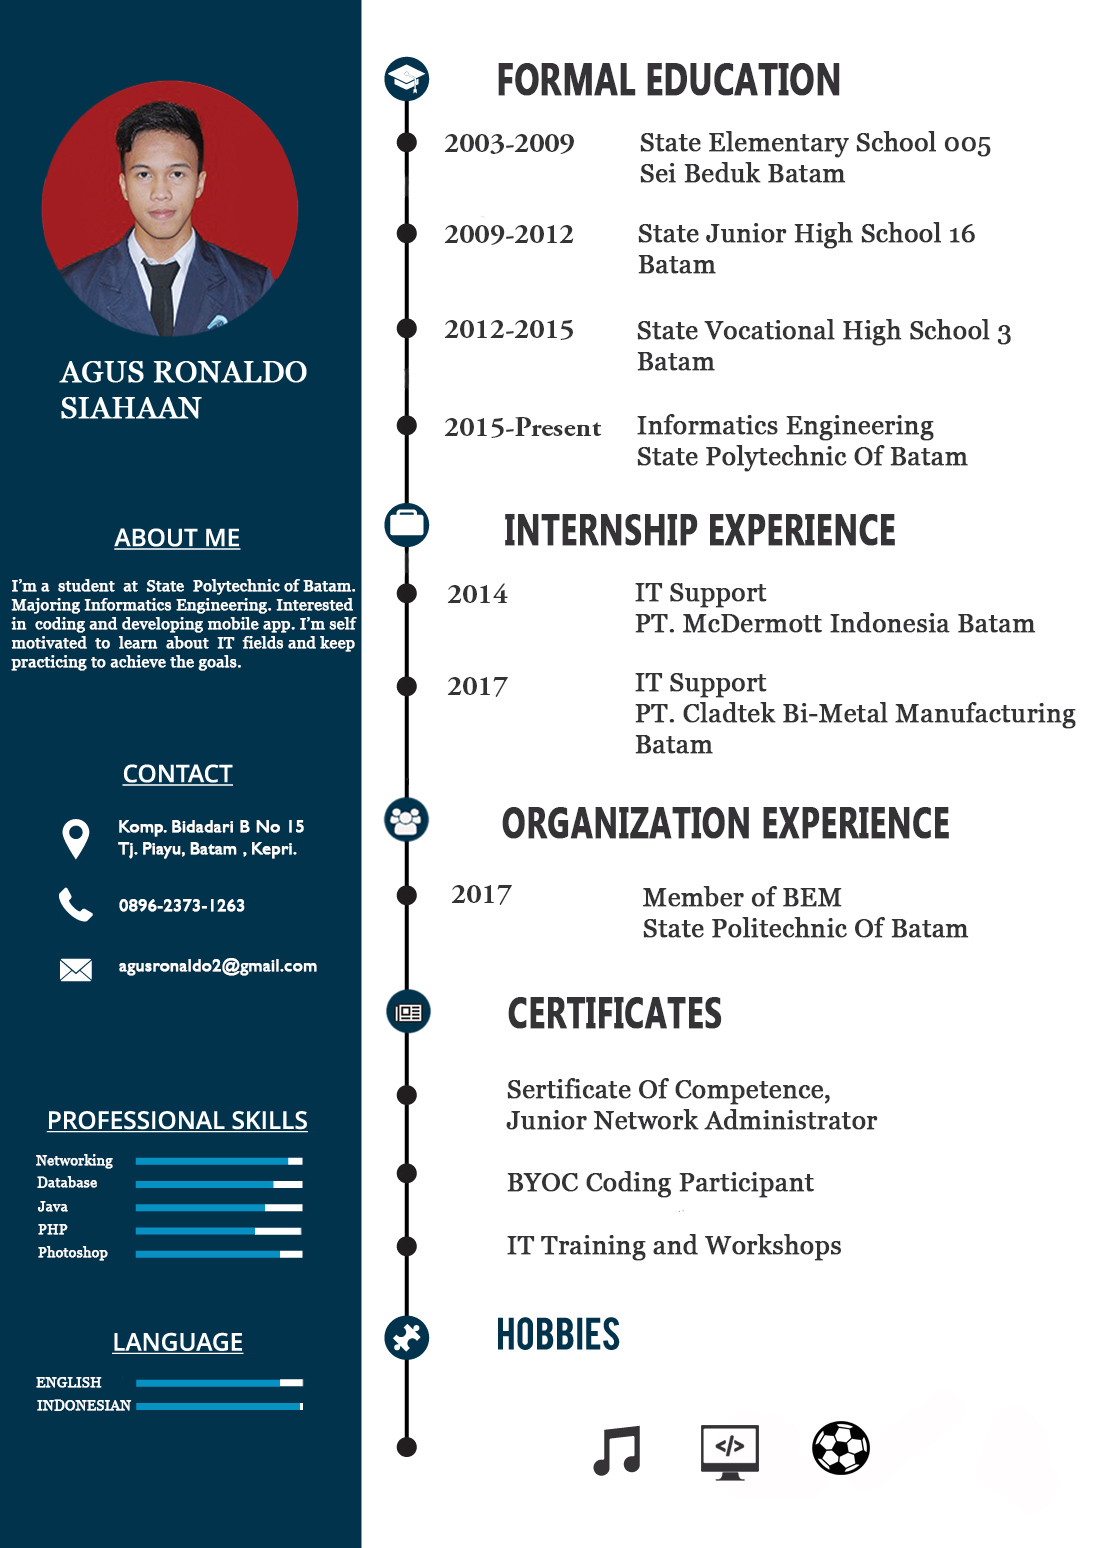 AGUS RONALDO
SIAHAAN
ABOUT ME
I'm a student at State Polytechnic of Batam.
Majoring Informatics Engineering. Interested
in coding and developing mobile app. I'm self
motivated to learn about IT fields and keep
practicing to achieve the goals.
CONTACT
Komp. Bidadari B No 15
Tj. Piayu, Batam , Kepri.
0896-2373-1263
agusronaldo2@gmail.com
PROFESSIONAL SKILLS
Networking
Database
Java
PHP
Photoshop
LANGUAGE
ENGLISH
INDONESIAN
FORMAL EDUCATION
2003-2009 State Elementary School 005
Sei Beduk Batam
2009-2012 State Junior High School 16
Batam
2012-2015 State Vocational High School 3
Batam
2015-Present Informatics Engineering
State Polytechnic Of Batam
INTERNSHIP EXPERIENCE
2014 IT Support
PT. McDermott Indonesia Batam
2017 IT Support
PT. Cladtek Bi-Metal Manufacturing
Batam
ORGANIZATION EXPERIENCE
2017 Member of BEM
State Politechnic Of Batam
CERTIFICATES
Sertificate Of Competence,
Junior Network Administrator
BYOC Coding Participant
IT Training and Workshops
HOBBIES
</>